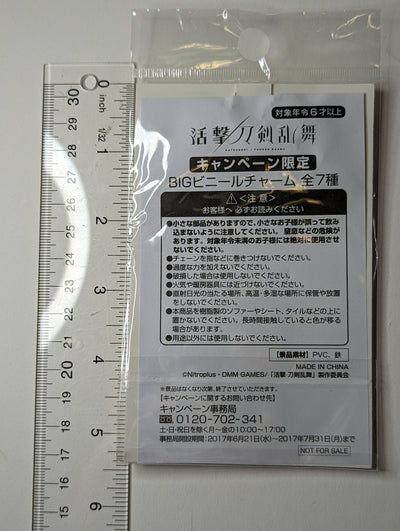 対象年令6才以上
活撃 刀剣乱舞
KATSUGEKI / TOUKEN RANBU
キャンペーン限定
BIGビニールチャーム 全7種
⚠<注 意>
お客様へ 必ずお読みください
●小さな部品がありますので、小さなお子様が誤って飲み
込まないように注意してください。窒息などの危険が
あります。対象年令未満のお子様には絶対に使用させ
ないでください。
●チェーンを指などに巻きつけないでください。
●過度な力を加えないでください。
●破損した場合は使用しないでください。
●火気や暖房器具には近づけないでください。
●直射日光の当たる場所、高温・多湿な場所に保管や放置
をしないでください。
●本商品を樹脂製のソファーやシート、タイルなどの上に
置かないでください。長時間接触していると色が移る
場合があります。
●用途以外には使用しないでください。
【景品素材】PVC、鉄
MADE IN CHINA
©Nitroplus・DMM GAMES/「活撃 刀剣乱舞」製作委員会
※景品はなくなり次第、終了させていただきます。
【キャンペーンに関するお問い合わせ先】
キャンペーン事務局
0120-702-341
土・日・祝日を除く月〜金の10:00〜17:00
事務局開設期間：2017年6月21日(水)〜2017年7月31日(月)まで
NOT FOR SALE
0 inch 1/32
1
2
3
4
5
6
30
29
28
27
26
25
24
23
22
21
20
19
18
17
16
15